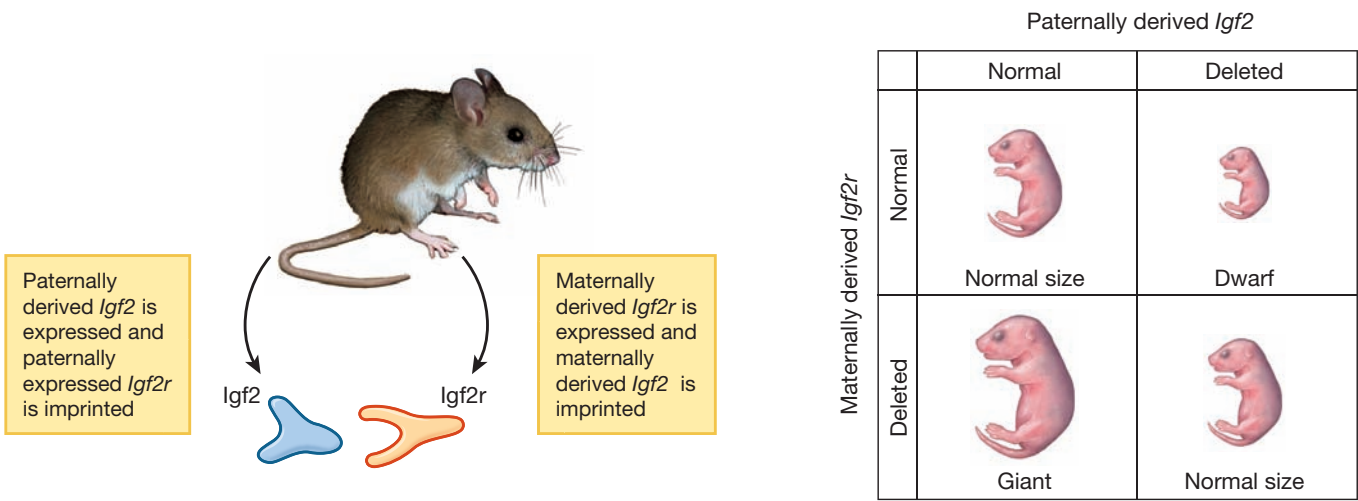 Paternally
derived Igf2 is
expressed and
paternally
expressed Igf2r
is imprinted
Igf2
Igf2r
Maternally
derived Igf2r is
expressed and
maternally
derived Igf2 is
imprinted
Paternally derived Igf2
Normal
Deleted
Maternally derived Igf2r
Normal
Normal size
Dwarf
Deleted
Giant
Normal size